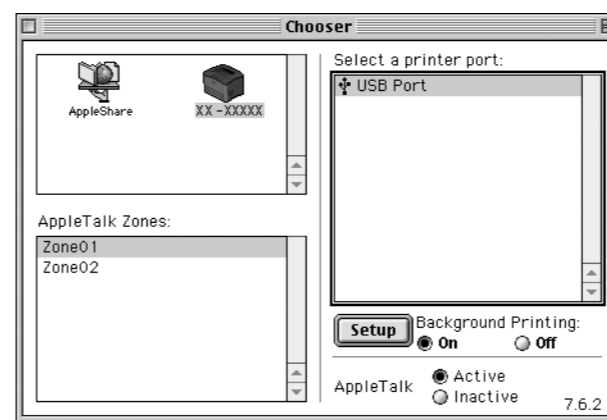 Chooser
AppleShare
XX-XXXXX
AppleTalk Zones:
Zone01
Zone02
Select a printer port:
USB Port
Setup
Background Printing:
On Off
AppleTalk
Active
Inactive
7.6.2